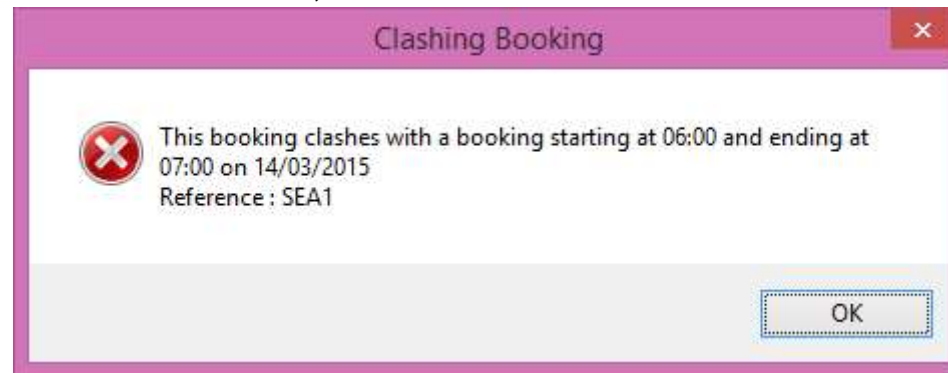 Clashing Booking
This booking clashes with a booking starting at 06:00 and ending at
07:00 on 14/03/2015
Reference : SEA1
OK